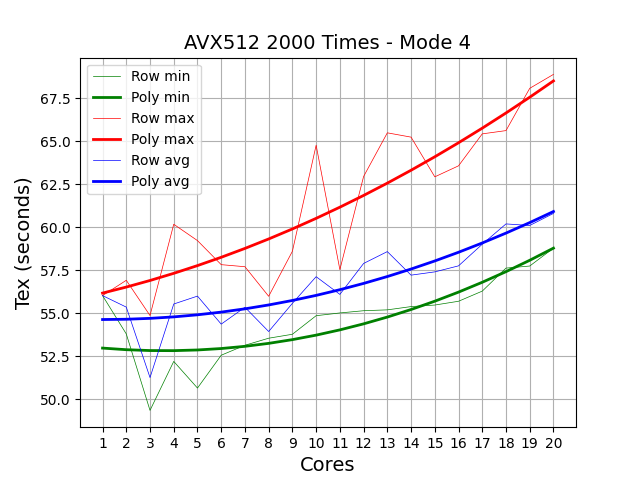 AVX512 2000 Times - Mode 4
Row min
Poly min
Row max
Poly max
Row avg
Poly avg
67.5
65.0
62.5
60.0
57.5
55.0
52.5
50.0
Tex (seconds)
1 2 3 4 5 6 7 8 9 10 11 12 13 14 15 16 17 18 19 20
Cores